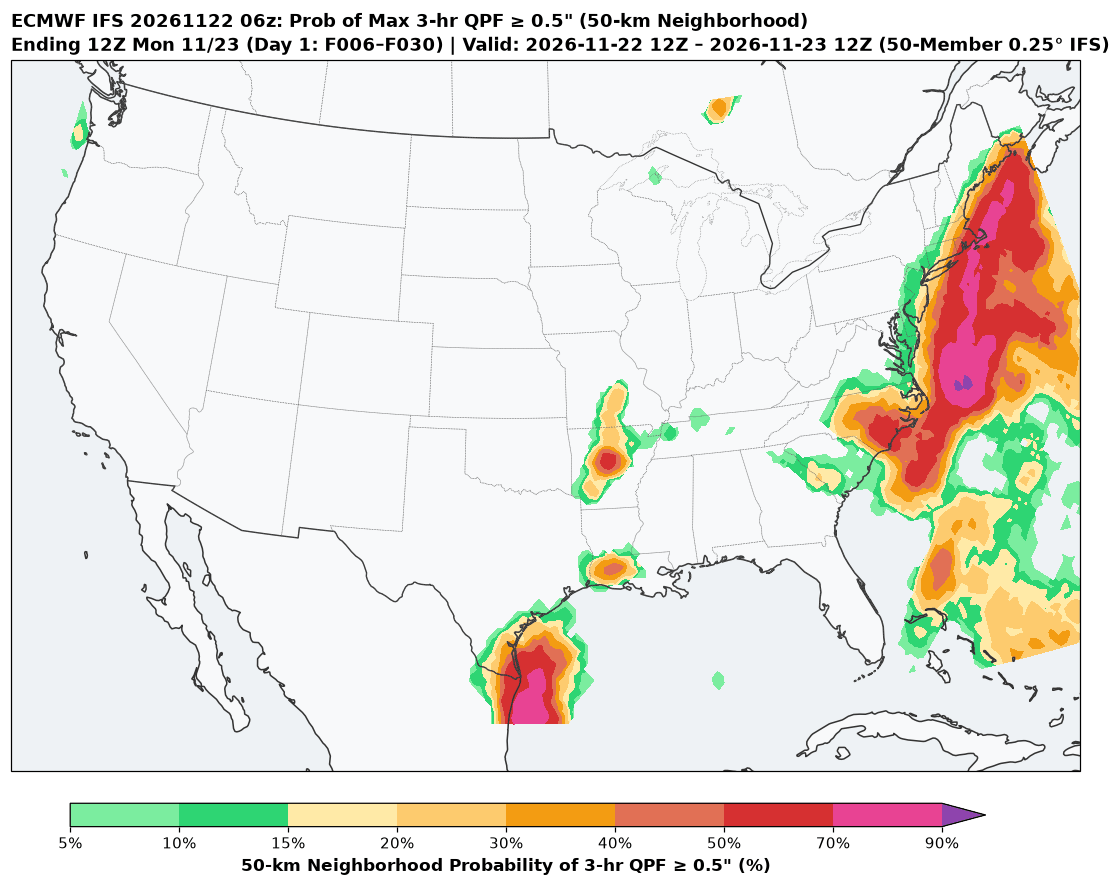 ECMWF IFS 20261122 06z: Prob of Max 3-hr QPF ≥ 0.5" (50-km Neighborhood)
Ending 12Z Mon 11/23 (Day 1: F006–F030) | Valid: 2026-11-22 12Z – 2026-11-23 12Z (50-Member 0.25° IFS)
5% 10% 15% 20% 30% 40% 50% 70% 90%
50-km Neighborhood Probability of 3-hr QPF ≥ 0.5" (%)